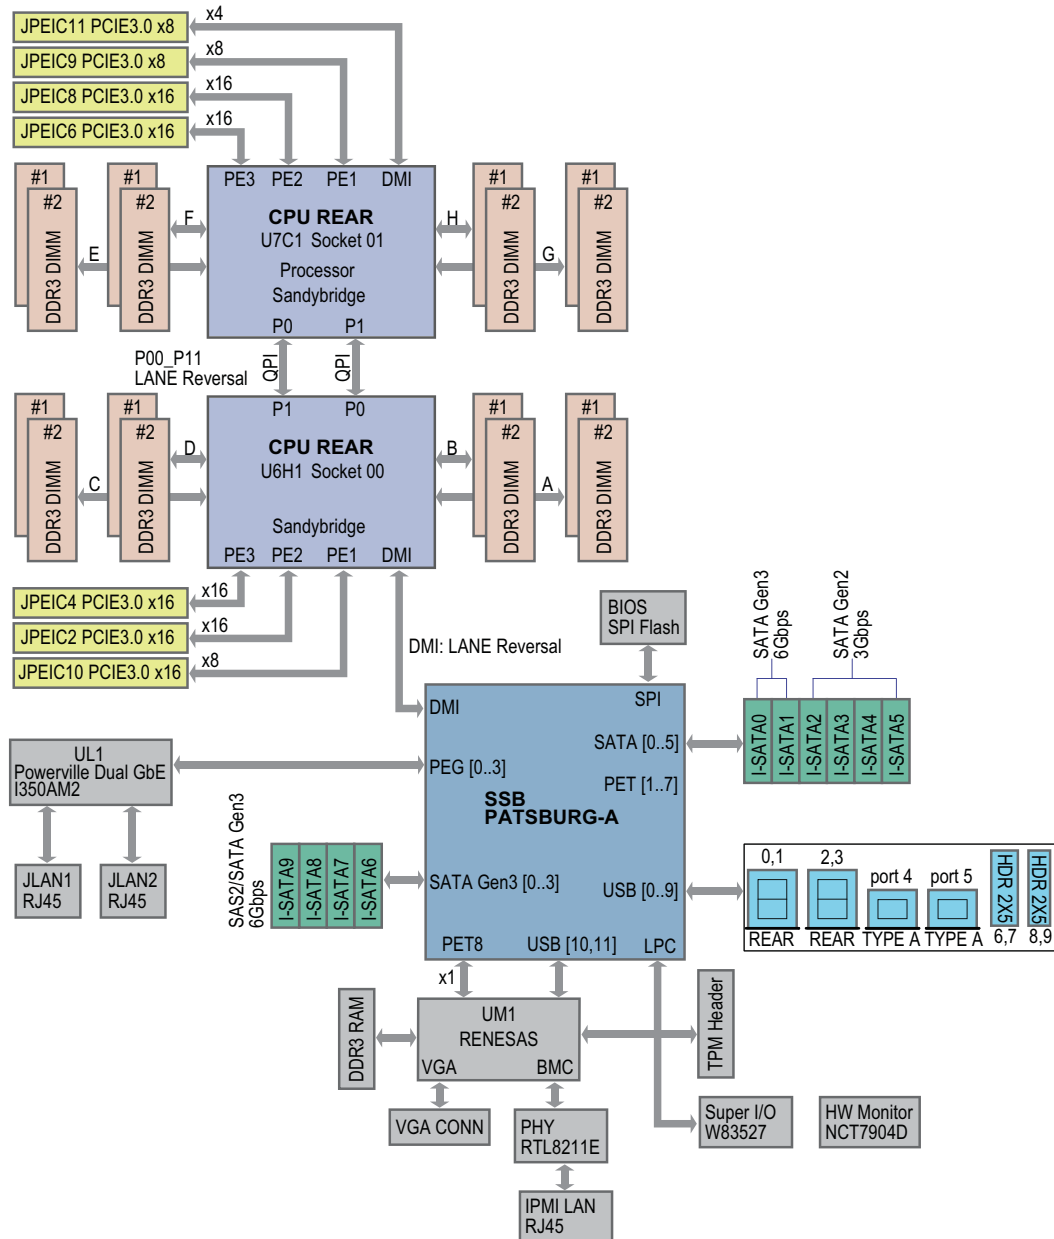 JPEIC11 PCIE3.0 x8
x4
JPEIC9 PCIE3.0 x8
x8
JPEIC8 PCIE3.0 x16
x16
JPEIC6 PCIE3.0 x16
x16
#1
#2
DDR3 DIMM
E
#1
#2
DDR3 DIMM
F
PE3 PE2 PE1 DMI
CPU REAR
U7C1 Socket 01
Processor
Sandybridge
P0 P1
H
#1
#2
DDR3 DIMM
G
#1
#2
DDR3 DIMM
P00_P11
LANE Reversal
QPI
QPI
#1
#2
DDR3 DIMM
C
#1
#2
DDR3 DIMM
D
P1 P0
CPU REAR
U6H1 Socket 00
Sandybridge
PE3 PE2 PE1 DMI
B
#1
#2
DDR3 DIMM
A
#1
#2
DDR3 DIMM
JPEIC4 PCIE3.0 x16
x16
JPEIC2 PCIE3.0 x16
x16
JPEIC10 PCIE3.0 x16
x8
DMI: LANE Reversal
BIOS
SPI Flash
SATA Gen3
6Gbps
SATA Gen2
3Gbps
I-SATA0
I-SATA1
I-SATA2
I-SATA3
I-SATA4
I-SATA5
DMI
SPI
SATA [0..5]
PEG [0..3]
PET [1..7]
SSB
PATSBURG-A
SATA Gen3 [0..3]
USB [0..9]
PET8
USB [10,11]
LPC
UL1
Powerville Dual GbE
I350AM2
JLAN1
RJ45
JLAN2
RJ45
SAS2/SATA Gen3
6Gbps
I-SATA9
I-SATA8
I-SATA7
I-SATA6
0,1
REAR
2,3
REAR
port 4
TYPE A
port 5
TYPE A
HDR 2X5
6,7
HDR 2X5
8,9
x1
DDR3 RAM
UM1
RENESAS
VGA
BMC
TPM Header
VGA CONN
PHY
RTL8211E
Super I/O
W83527
HW Monitor
NCT7904D
IPMI LAN
RJ45